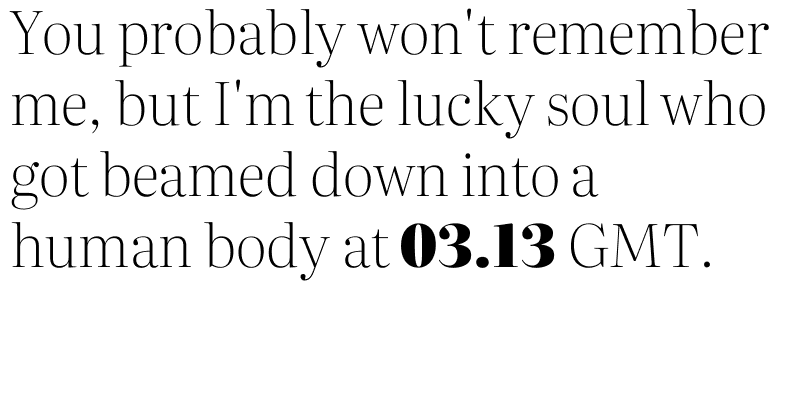 You probably won't remember
me, but I'm the lucky soul who
got beamed down into a
human body at 03.13 GMT.